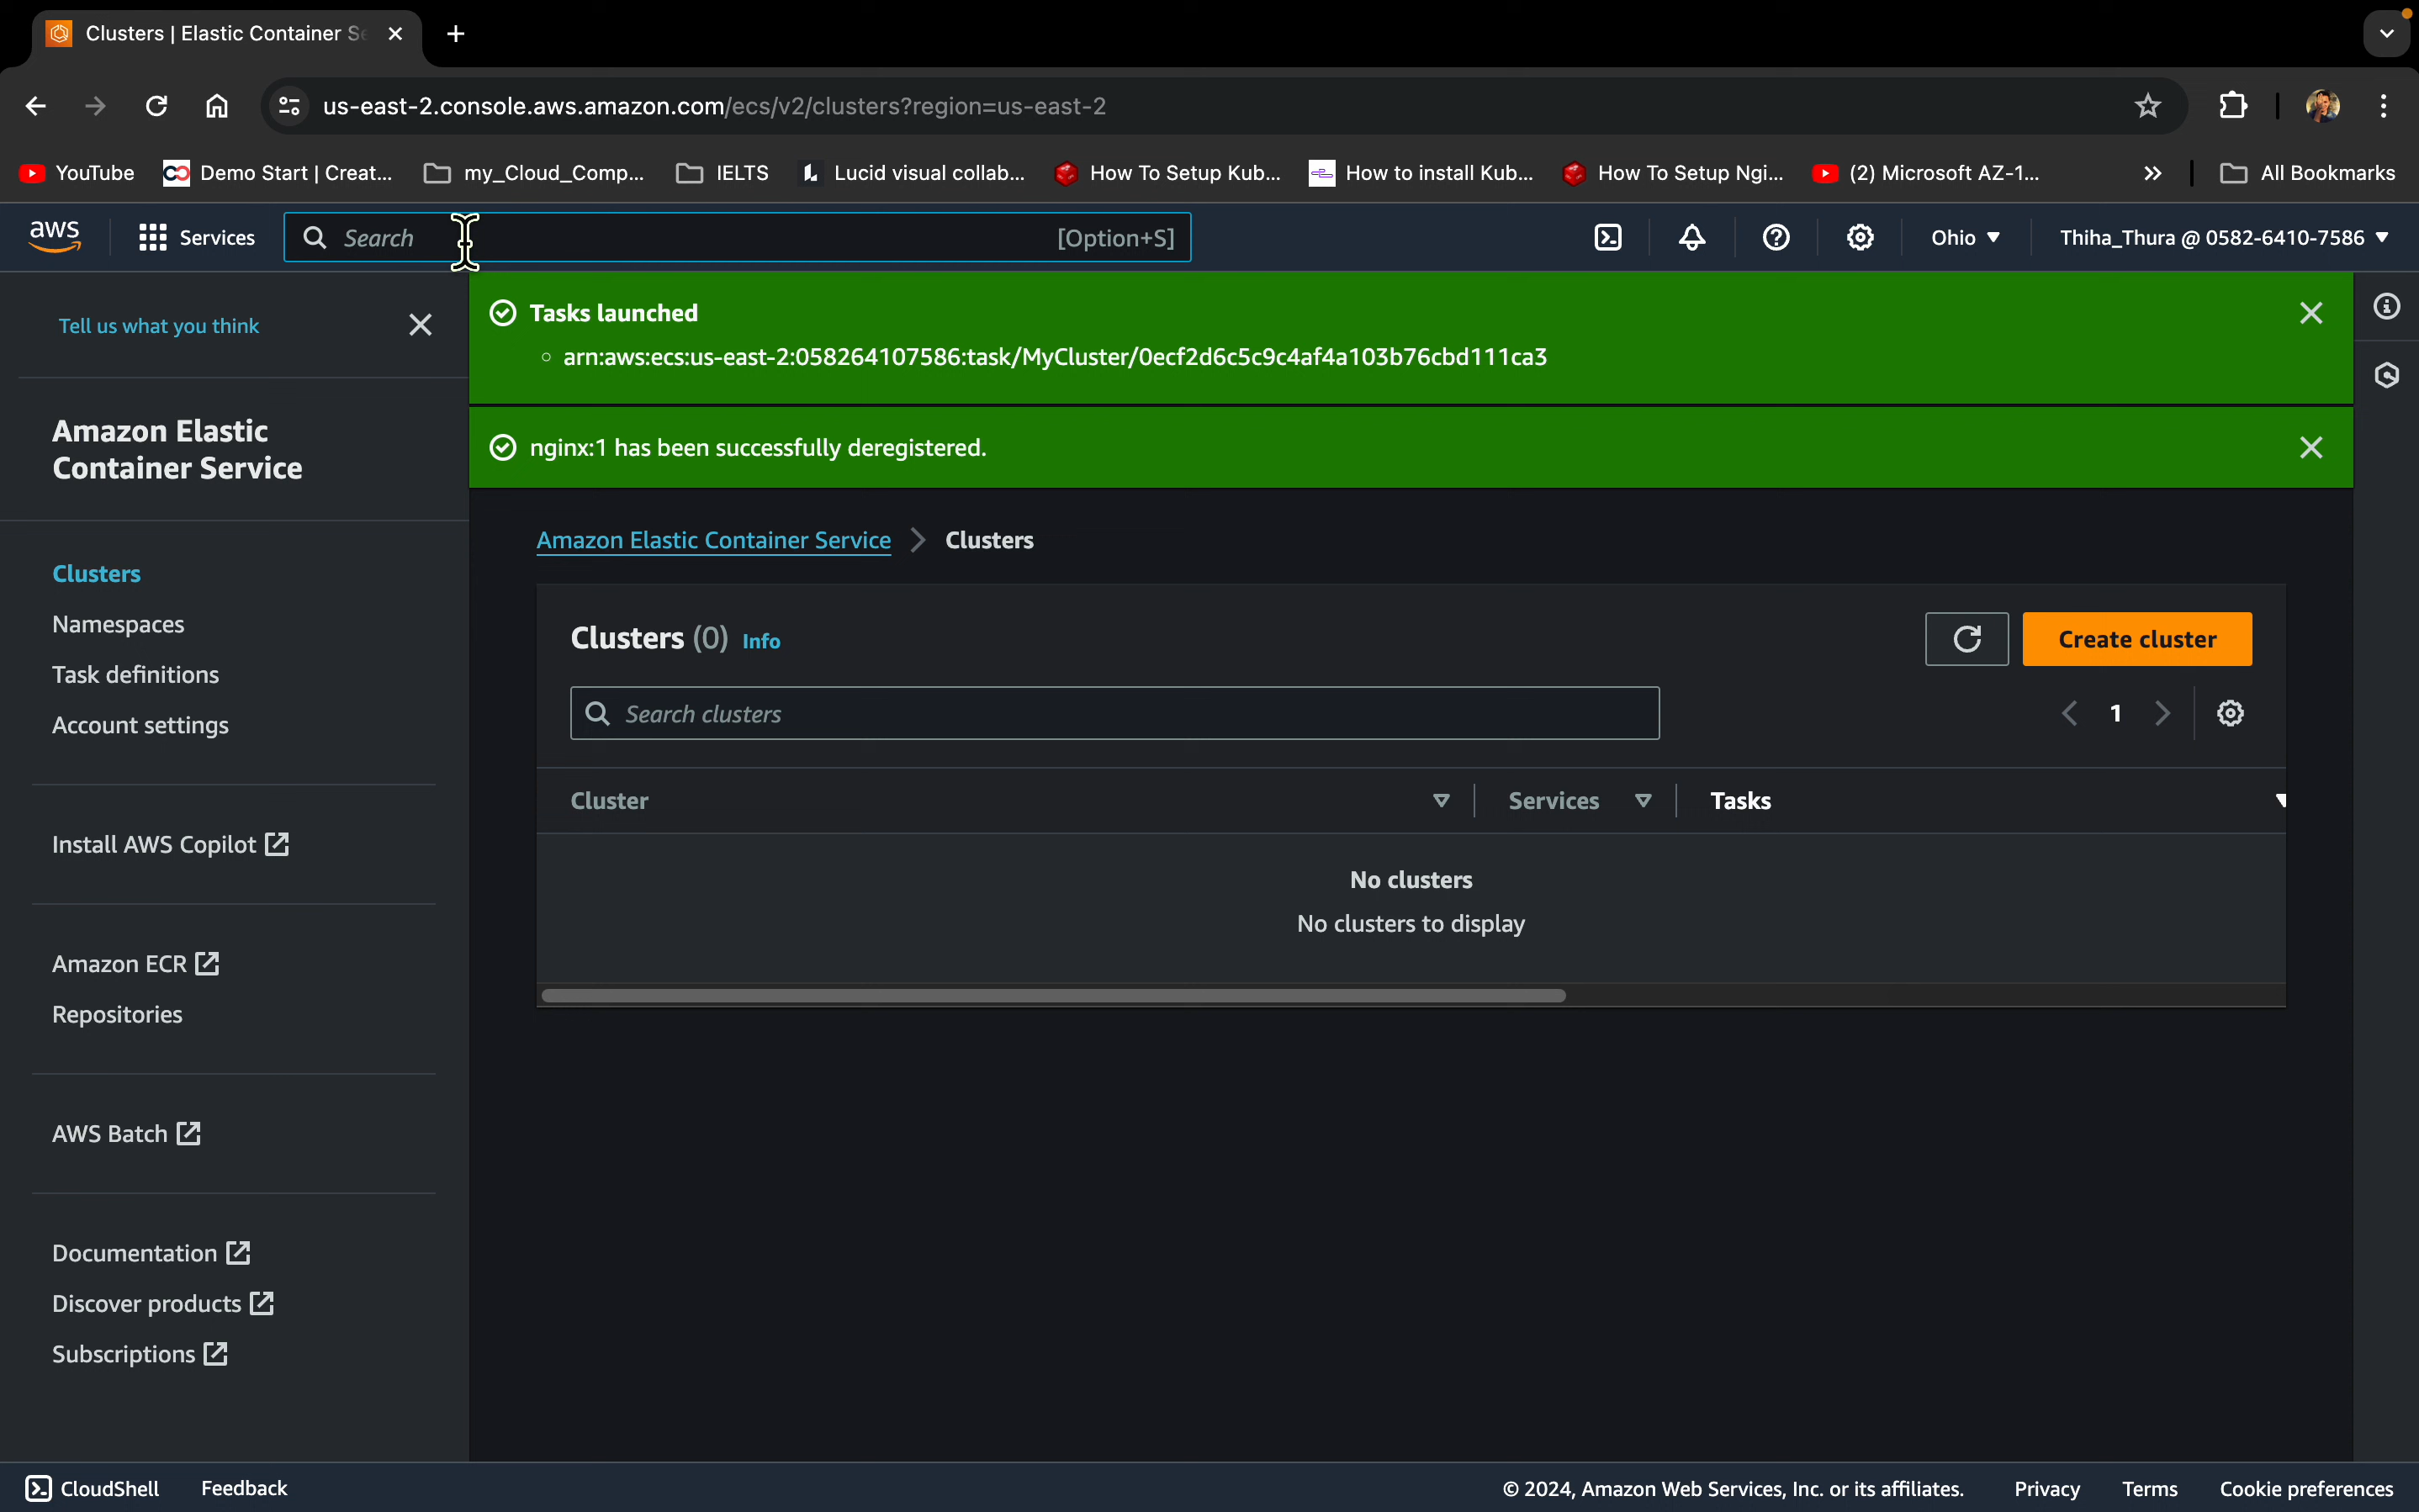 Clusters | Elastic Container Se
us-east-2.console.aws.amazon.com/ecs/v2/clusters?region=us-east-2
YouTube
Demo Start | Creat...
my_Cloud_Comp...
IELTS
Lucid visual collab...
How To Setup Kub...
How to install Kub...
How To Setup Ngi...
(2) Microsoft AZ-1...
All Bookmarks
aws
Services
Search
[Option+S]
Ohio
Thiha_Thura @ 0582-6410-7586
Tell us what you think
Amazon Elastic
Container Service
Clusters
Namespaces
Task definitions
Account settings
Install AWS Copilot
Amazon ECR
Repositories
AWS Batch
Documentation
Discover products
Subscriptions
Tasks launched
arn:aws:ecs:us-east-2:058264107586:task/MyCluster/0ecf2d6c5c9c4af4a103b76cbd111ca3
nginx:1 has been successfully deregistered.
Amazon Elastic Container Service
Clusters
Clusters (0) Info
Create cluster
Search clusters
1
Cluster
Services
Tasks
No clusters
No clusters to display
CloudShell
Feedback
© 2024, Amazon Web Services, Inc. or its affiliates.
Privacy
Terms
Cookie preferences